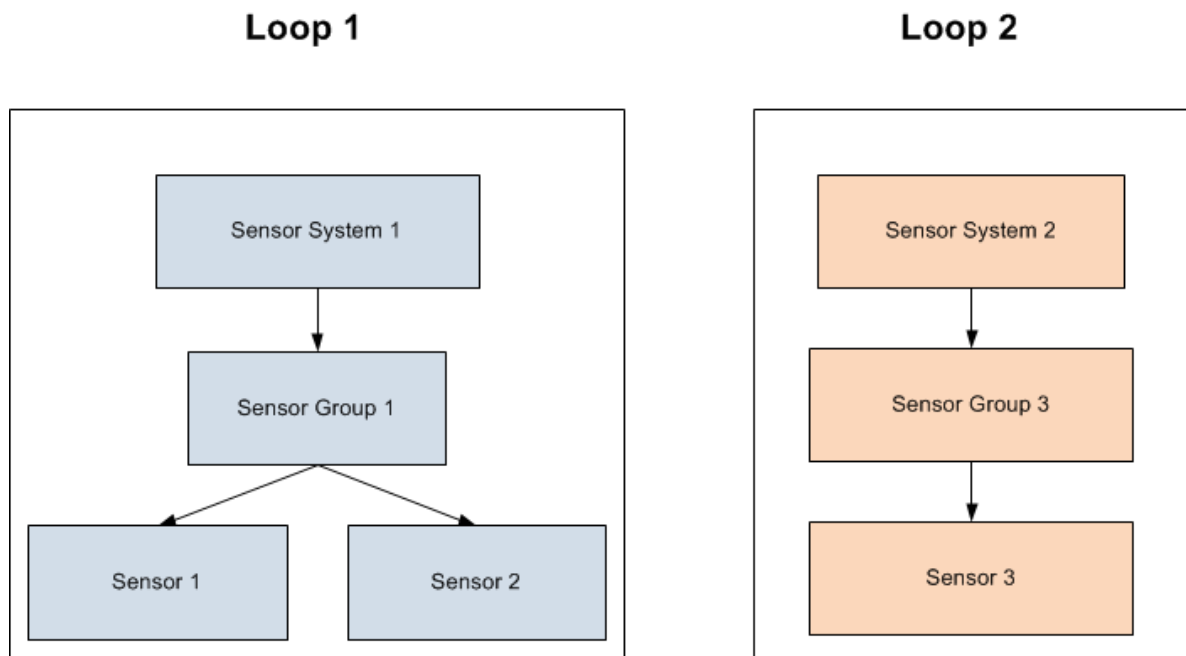 Loop 1
Loop 2
Sensor System 1
Sensor System 2
Sensor Group 1
Sensor Group 3
Sensor 1
Sensor 2
Sensor 3